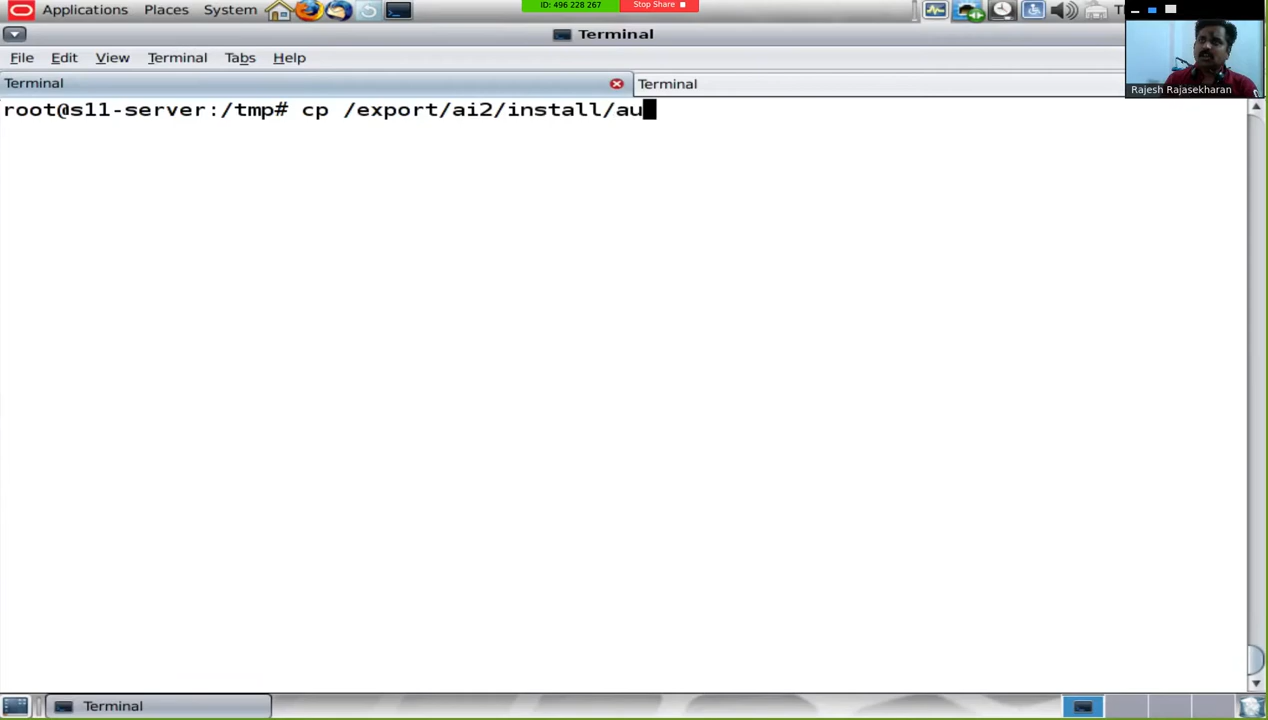 Applications Places System
ID: 496 228 267 Stop Share
Terminal
File Edit View Terminal Tabs Help
Terminal
Terminal
root@s11-server:/tmp# cp /export/ai2/install/au
Rajesh Rajasekharan
Terminal